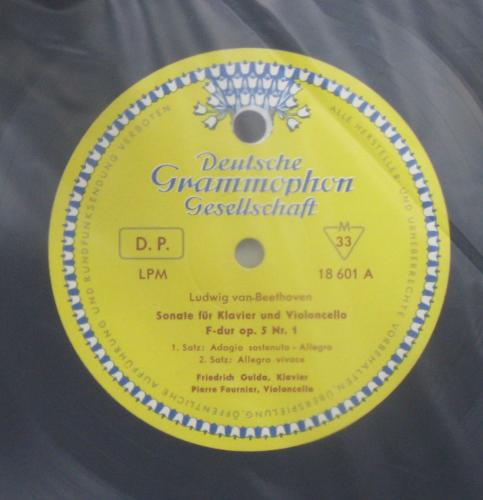 Deutsche
Grammophon
Gesellschaft
D. P.
M
33
LPM
18 601 A
Ludwig van Beethoven
Sonate für Klavier und Violoncello
F-dur op. 5 Nr. 1
1. Satz: Adagio sostenuto - Allegro
2. Satz: Allegro vivace
Friedrich Gulda, Klavier
Pierre Fournier, Violoncello
ALLE HERSTELLER- UND URHEBERRECHTE VORBEHALTEN, ÜBERSPIELUNG, ÖFFENTLICHE AUFFÜHRUNG UND RUNDFUNKSENDUNG VERBOTEN